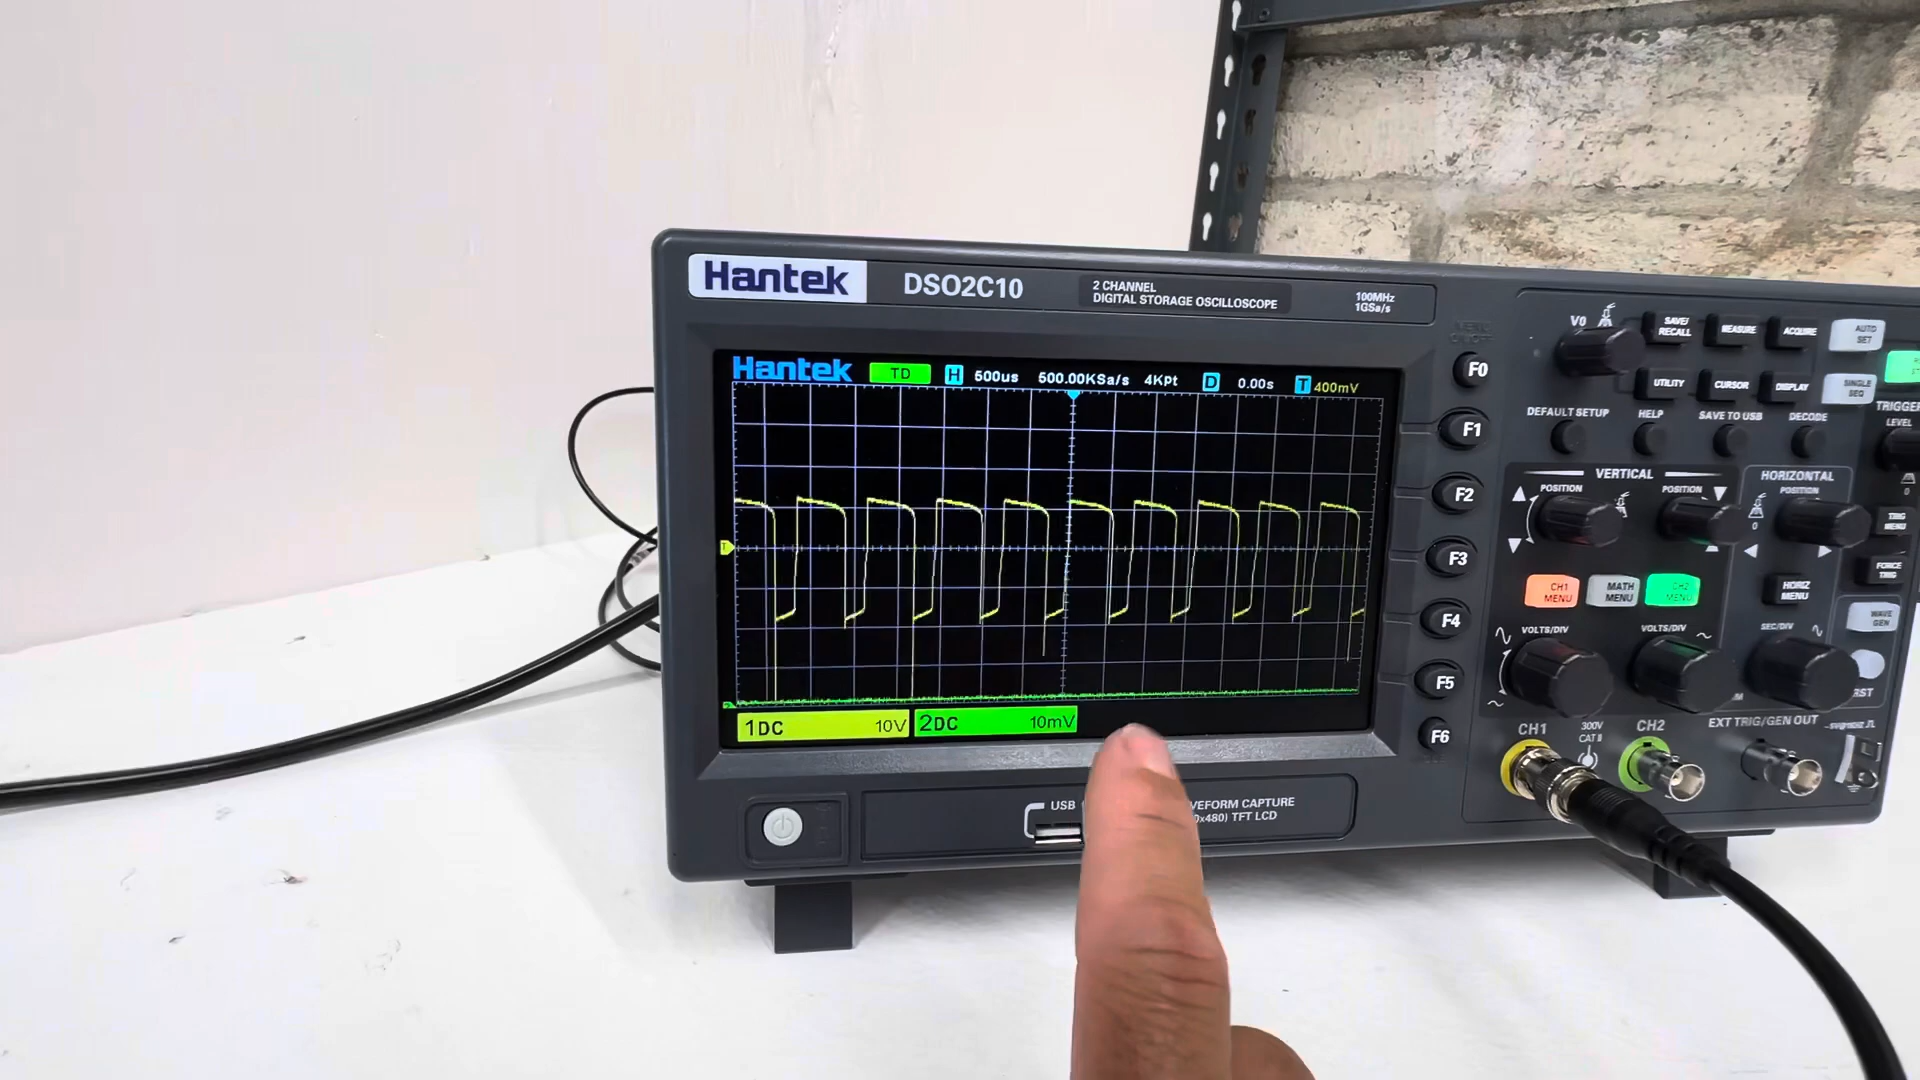 Hantek DSO2C10 2 CHANNEL
DIGITAL STORAGE OSCILLOSCOPE
100MHz
1GSa/s
Hantek TD H 500us 500.00KSa/s 4KPt D 0.00s T 400mV
T
1DC 10V 2DC 10mV
F0
F1
F2
F3
F4
F5
F6
V0
SAVE/
RECALL
MEASURE
ACQUIRE
AUTO
SET
UTILITY
CURSOR
DISPLAY
SINGLE
SEQ
DEFAULT SETUP
HELP
SAVE TO USB
DECODE
TRIGGER
LEVEL
VERTICAL
HORIZONTAL
POSITION
POSITION
POSITION
0
0
TRIG
MENU
FORCE
TRIG
CH1
MENU
MATH
MENU
CH2
MENU
HORIZ
MENU
WAVE
GEN
VOLTS/DIV
VOLTS/DIV
SEC/DIV
CH1
300V
CAT II
CH2
EXT TRIG/GEN OUT
USB
VEFORM CAPTURE
0x480) TFT LCD